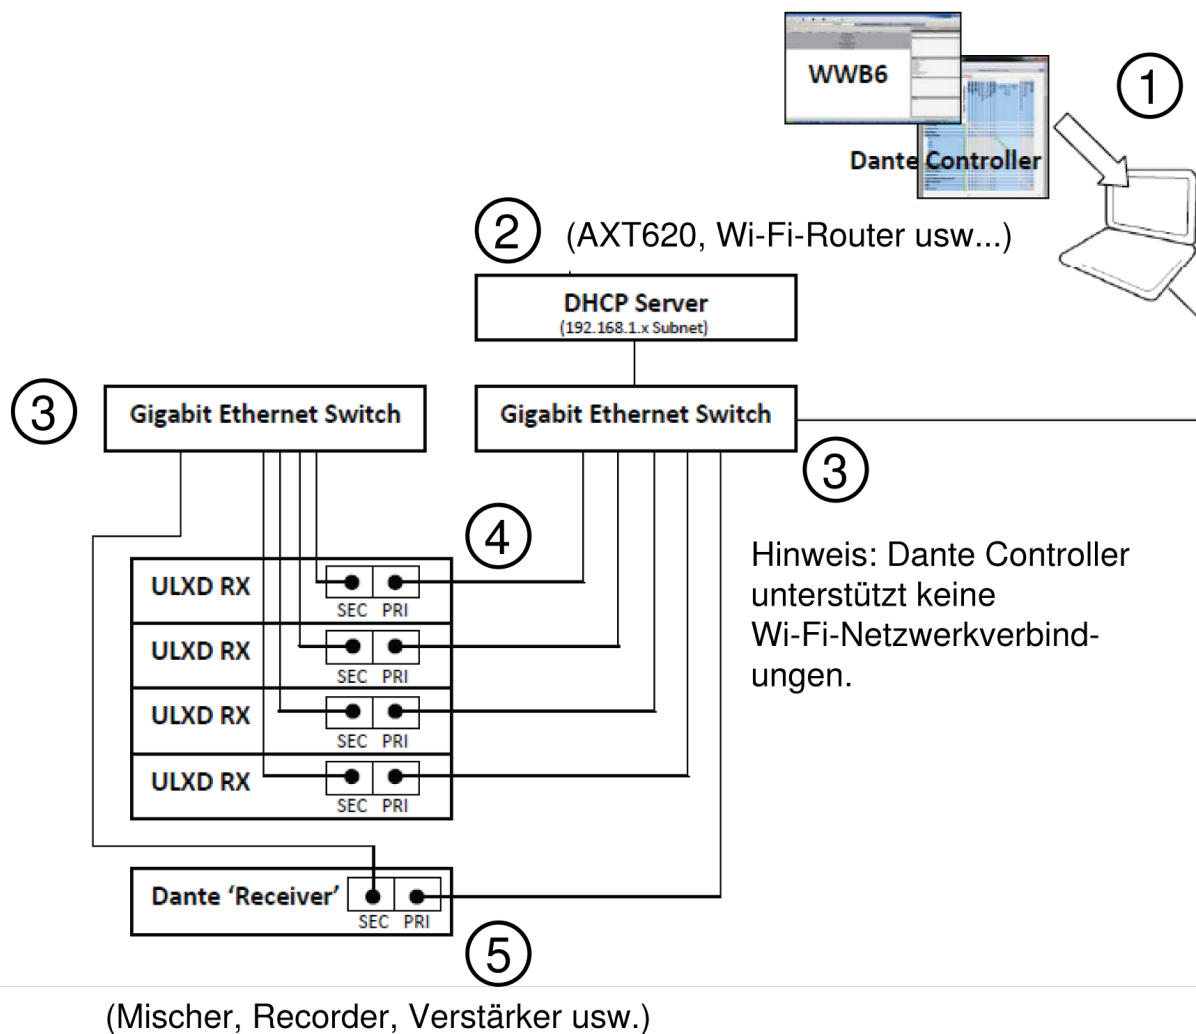 WWB6
1
Dante Controller
2 (AXT620, Wi-Fi-Router usw...)
DHCP Server
(192.168.1.x Subnet)
3
Gigabit Ethernet Switch
Gigabit Ethernet Switch
3
4
Hinweis: Dante Controller
unterstützt keine
Wi-Fi-Netzwerkverbind-
ungen.
ULXD RX
SEC PRI
ULXD RX
SEC PRI
ULXD RX
SEC PRI
ULXD RX
SEC PRI
Dante ‘Receiver’
SEC PRI
5
(Mischer, Recorder, Verstärker usw.)